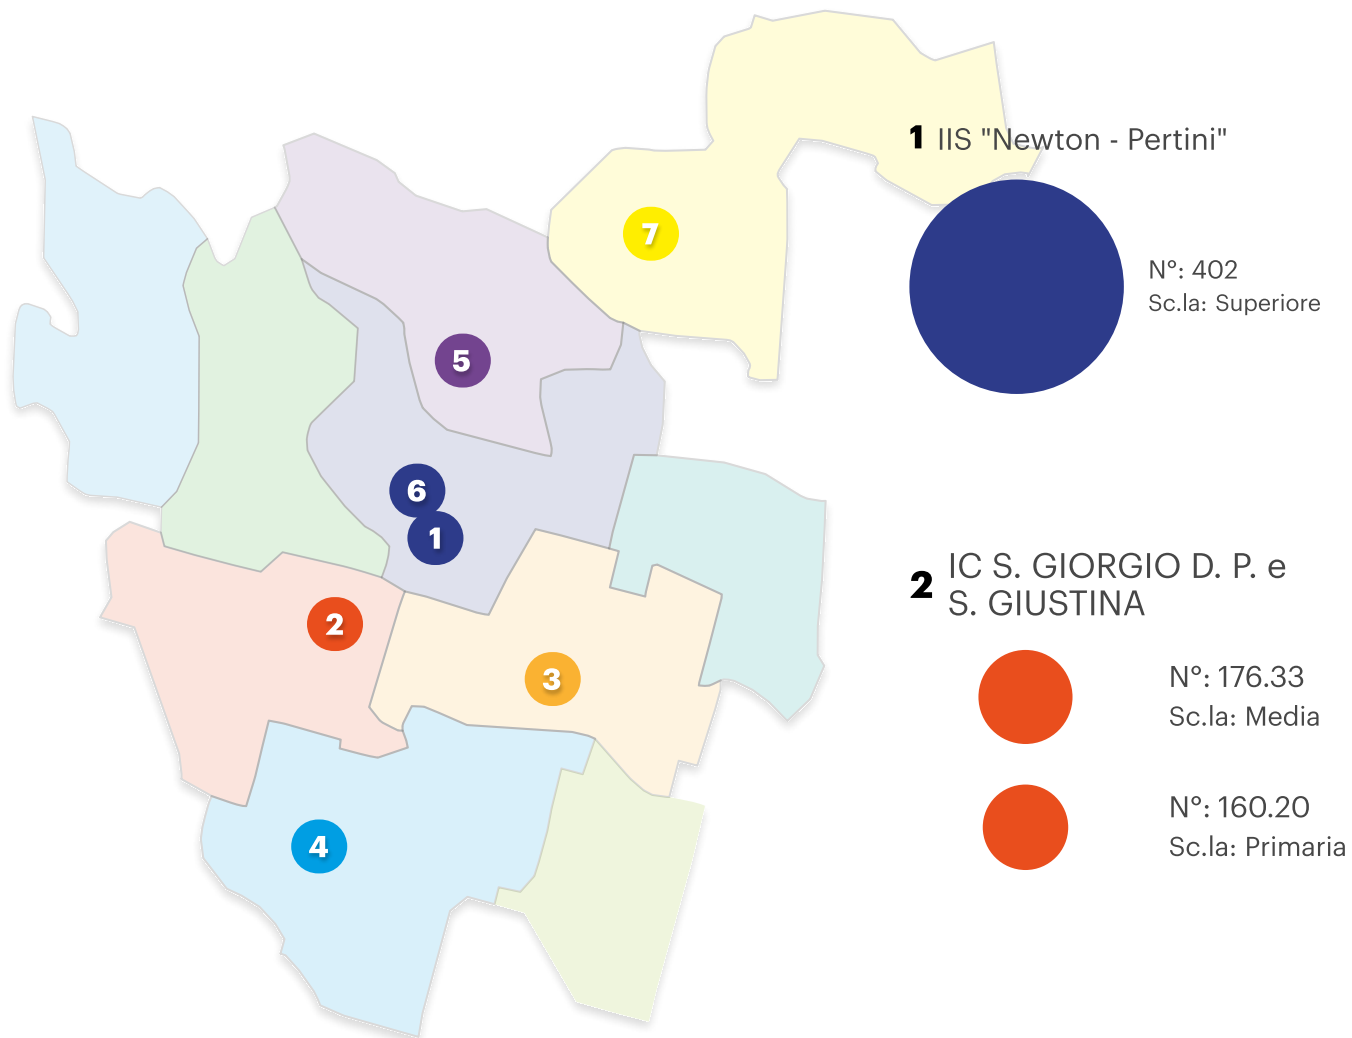 7
5
6
1
2
3
4
1 IIS "Newton - Pertini"
N°: 402
Sc.la: Superiore
2 IC S. GIORGIO D. P. e
S. GIUSTINA
N°: 176.33
Sc.la: Media
N°: 160.20
Sc.la: Primaria